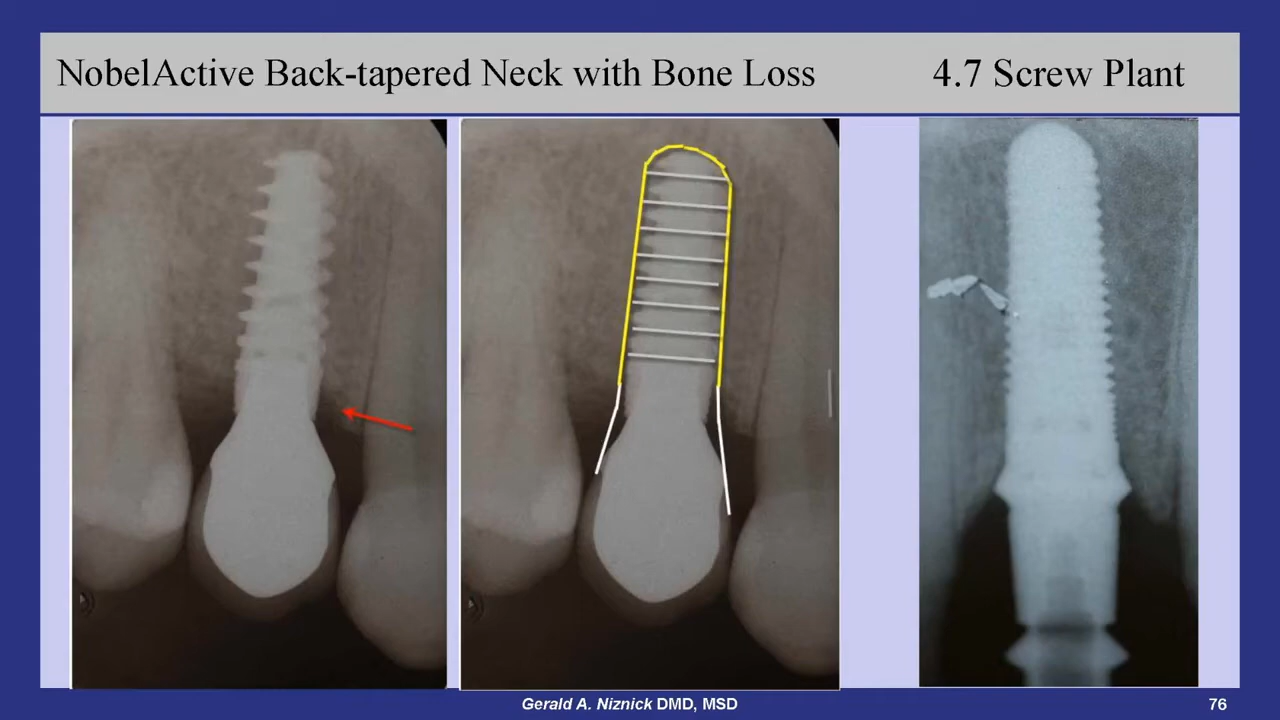 NobelActive Back-tapered Neck with Bone Loss
4.7 Screw Plant
Gerald A. Niznick DMD, MSD
76